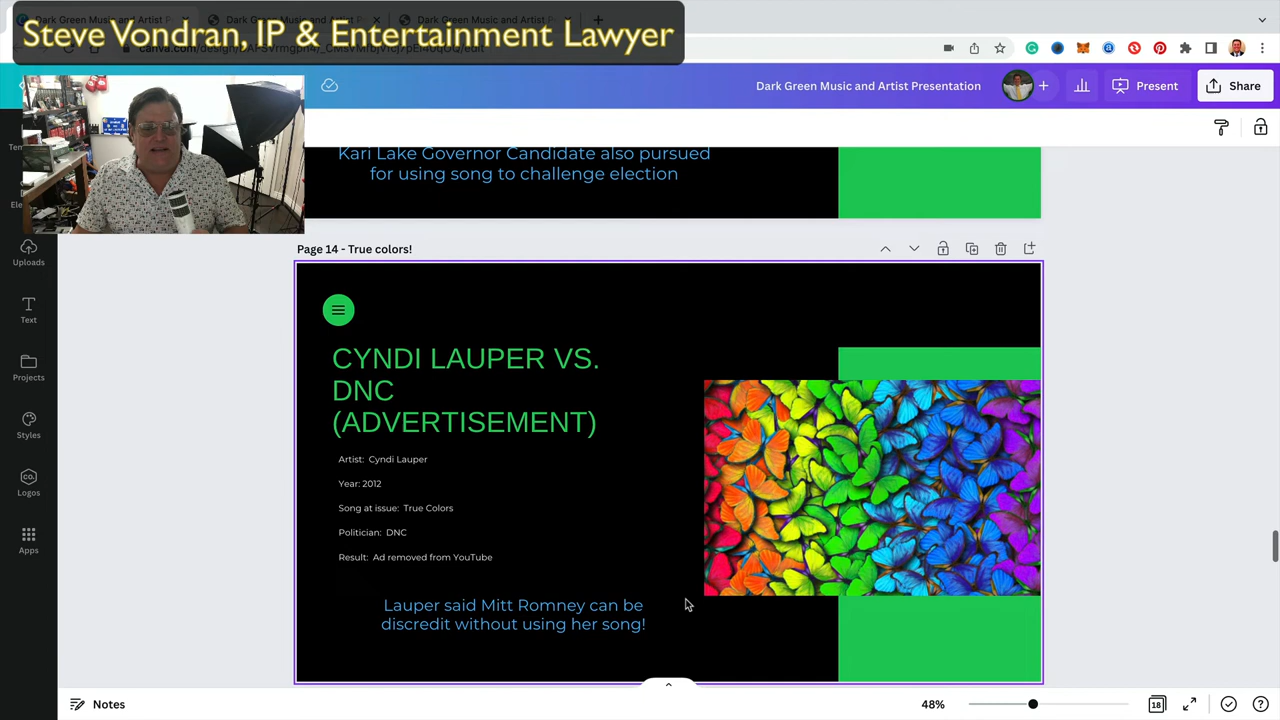 Steve Vondran, IP & Entertainment Lawyer
Dark Green Music and Artist Presentation
Present
Share
Kari Lake Governor Candidate also pursued
for using song to challenge election
Uploads
Text
Projects
Styles
CO.
Logos
Apps
Page 14 - True colors!
CYNDI LAUPER VS.
DNC
(ADVERTISEMENT)
Artist: Cyndi Lauper
Year: 2012
Song at issue: True Colors
Politician: DNC
Result: Ad removed from YouTube
Lauper said Mitt Romney can be
discredit without using her song!
Notes
48%
18